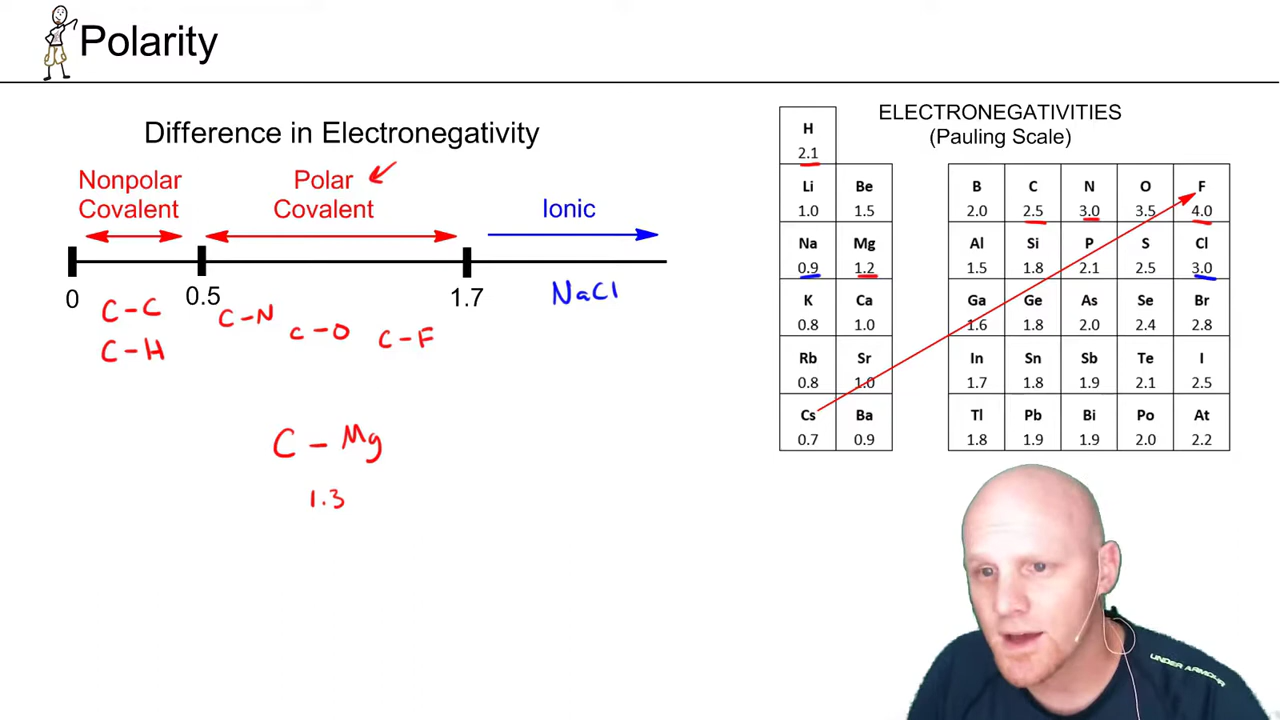 Polarity
Difference in Electronegativity
Nonpolar
Covalent
Polar
Covalent
Ionic
0
0.5
1.7
C-C
C-H
C-N
C-O
C-F
NaCl
C-Mg
1.3
ELECTRONEGATIVITIES
(Pauling Scale)
H
2.1
Li Be B C N O F
1.0 1.5 2.0 2.5 3.0 3.5 4.0
Na Mg Al Si P S Cl
0.9 1.2 1.5 1.8 2.1 2.5 3.0
K Ca Ga Ge As Se Br
0.8 1.0 1.6 1.8 2.0 2.4 2.8
Rb Sr In Sn Sb Te I
0.8 1.0 1.7 1.8 1.9 2.1 2.5
Cs Ba Tl Pb Bi Po At
0.7 0.9 1.8 1.9 1.9 2.0 2.2
UNDER ARMOUR